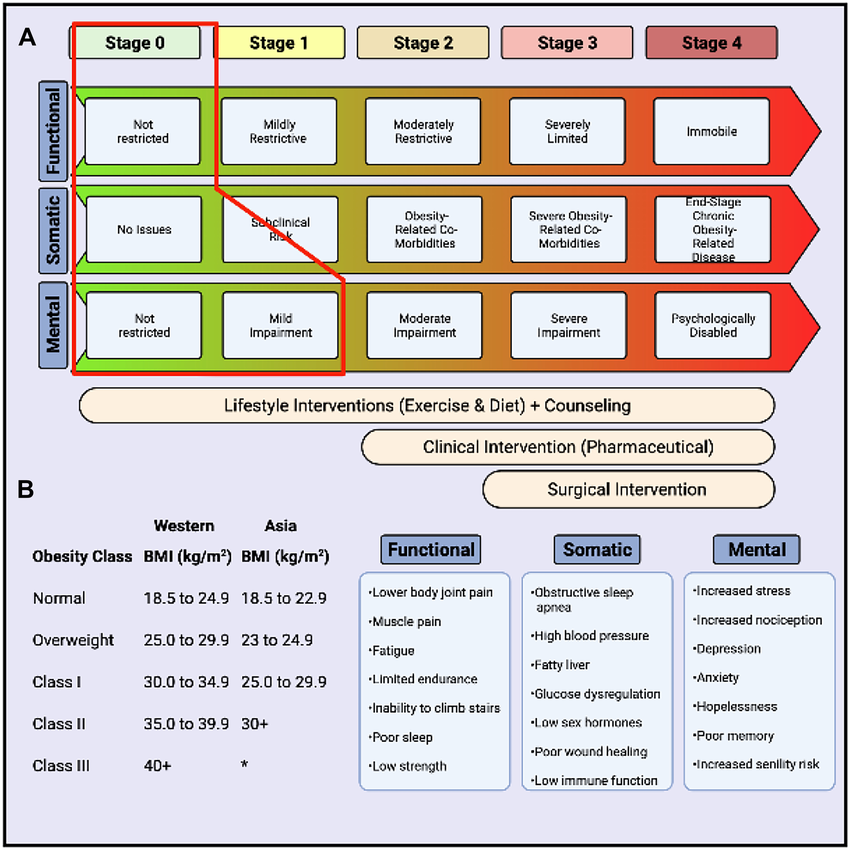 A
Stage 0
Stage 1
Stage 2
Stage 3
Stage 4
Functional
Not
restricted
Mildly
Restrictive
Moderately
Restrictive
Severely
Limited
Immobile
Somatic
No Issues
Subclinical
Risk
Obesity-
Related Co-
Morbidities
Severe Obesity-
Related Co-
Morbidities
End-Stage
Chronic
Obesity-
Related
Disease
Mental
Not
restricted
Mild
Impairment
Moderate
Impairment
Severe
Impairment
Psychologically
Disabled
Lifestyle Interventions (Exercise & Diet) + Counseling
Clinical Intervention (Pharmaceutical)
Surgical Intervention
B
Western Asia
Obesity Class BMI (kg/m²) BMI (kg/m²)
Normal 18.5 to 24.9 18.5 to 22.9
Overweight 25.0 to 29.9 23 to 24.9
Class I 30.0 to 34.9 25.0 to 29.9
Class II 35.0 to 39.9 30+
Class III 40+ *
Functional
•Lower body joint pain
•Muscle pain
•Fatigue
•Limited endurance
•Inability to climb stairs
•Poor sleep
•Low strength
Somatic
•Obstructive sleep
apnea
•High blood pressure
•Fatty liver
•Glucose dysregulation
•Low sex hormones
•Poor wound healing
•Low immune function
Mental
•Increased stress
•Increased nociception
•Depression
•Anxiety
•Hopelessness
•Poor memory
•Increased senility risk